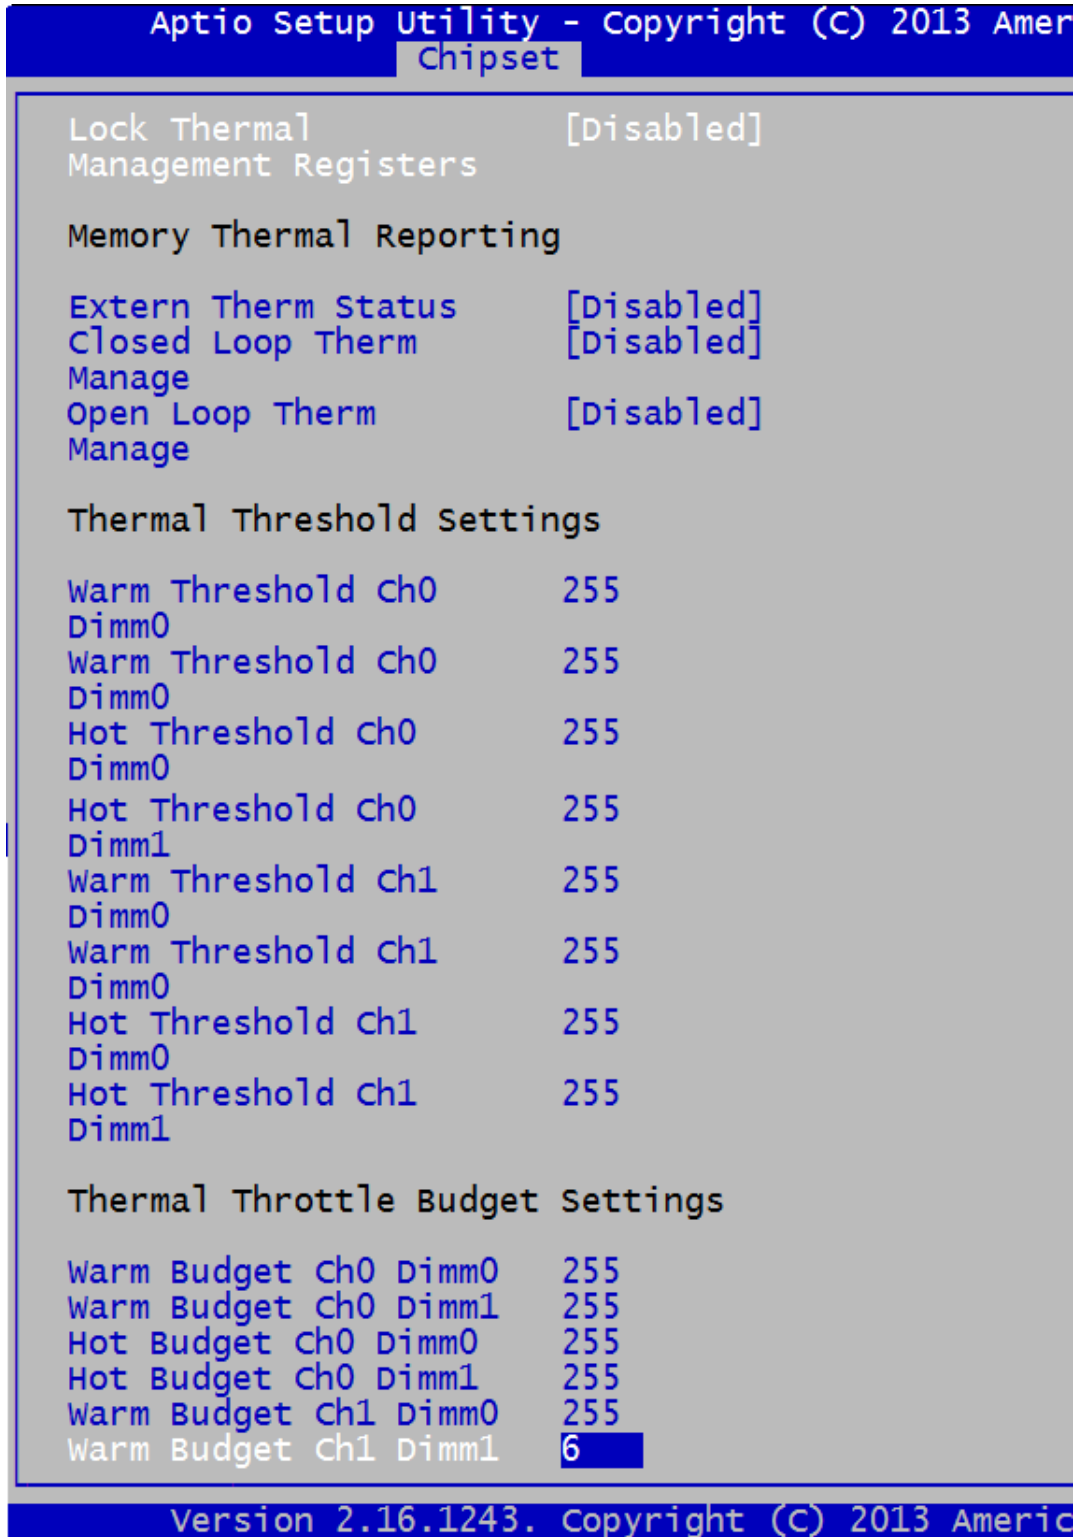 Aptio Setup Utility - Copyright (C) 2013 Amer
Chipset
Lock Thermal [Disabled]
Management Registers
Memory Thermal Reporting
Extern Therm Status [Disabled]
Closed Loop Therm [Disabled]
Manage
Open Loop Therm [Disabled]
Manage
Thermal Threshold Settings
Warm Threshold Ch0 255
Dimm0
Warm Threshold Ch0 255
Dimm0
Hot Threshold Ch0 255
Dimm0
Hot Threshold Ch0 255
Dimm1
Warm Threshold Ch1 255
Dimm0
Warm Threshold Ch1 255
Dimm0
Hot Threshold Ch1 255
Dimm0
Hot Threshold Ch1 255
Dimm1
Thermal Throttle Budget Settings
Warm Budget Ch0 Dimm0 255
Warm Budget Ch0 Dimm1 255
Hot Budget Ch0 Dimm0 255
Hot Budget Ch0 Dimm1 255
Warm Budget Ch1 Dimm0 255
Warm Budget Ch1 Dimm1 6
Version 2.16.1243. Copyright (C) 2013 Americ